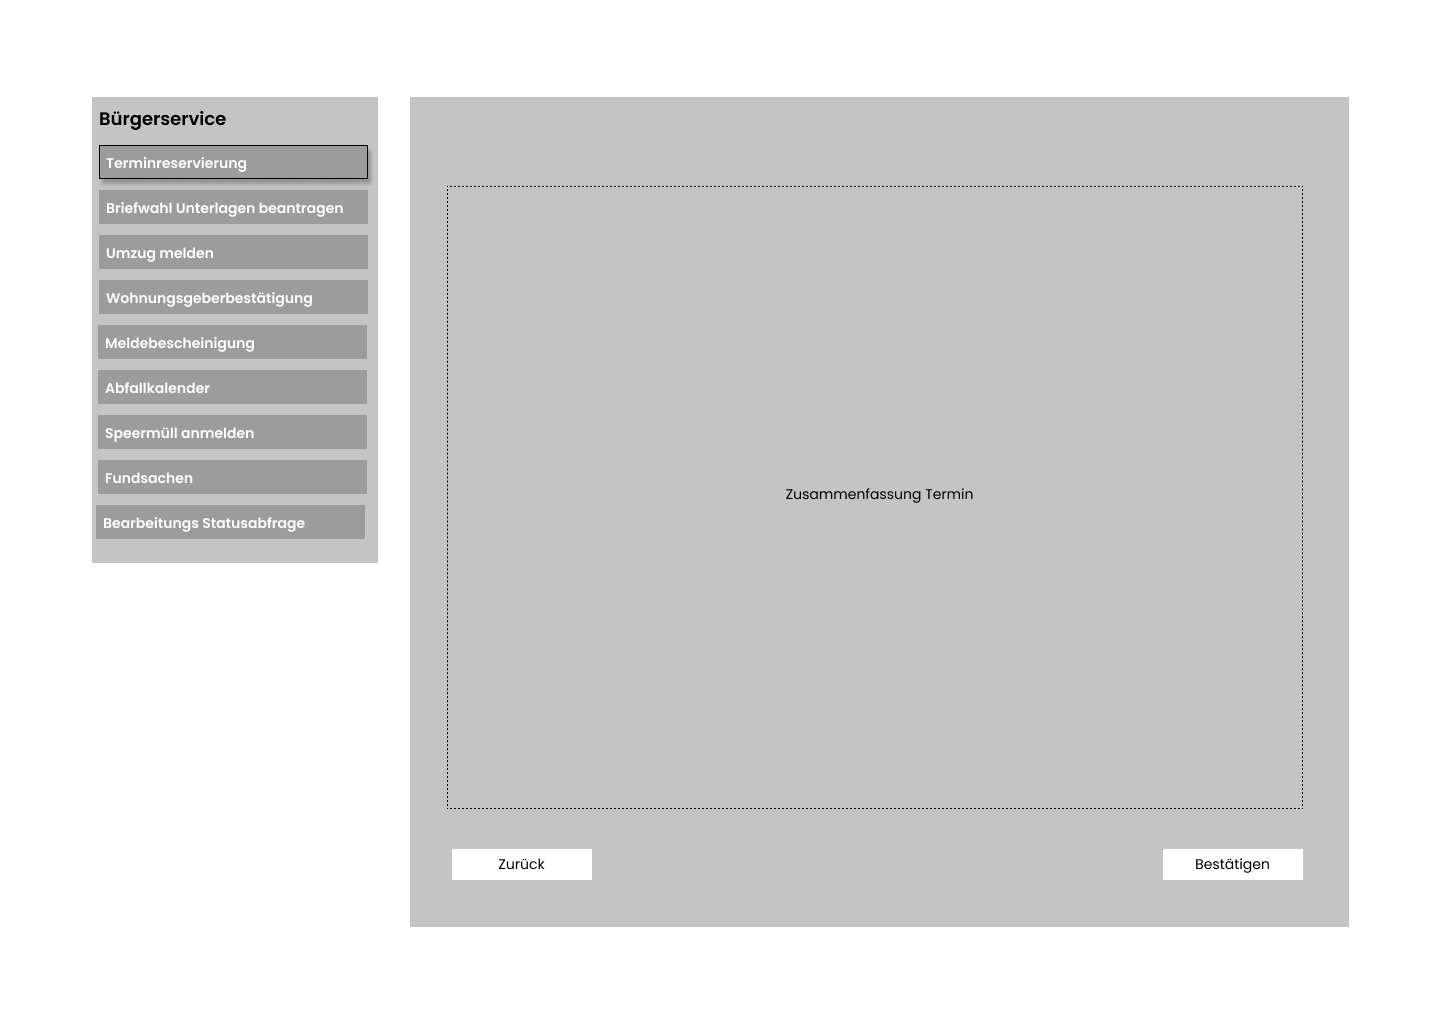 Bürgerservice
Terminreservierung
Briefwahl Unterlagen beantragen
Umzug melden
Wohnungsgeberbestätigung
Meldebescheinigung
Abfallkalender
Speermüll anmelden
Fundsachen
Bearbeitungs Statusabfrage
Zusammenfassung Termin
Zurück
Bestätigen